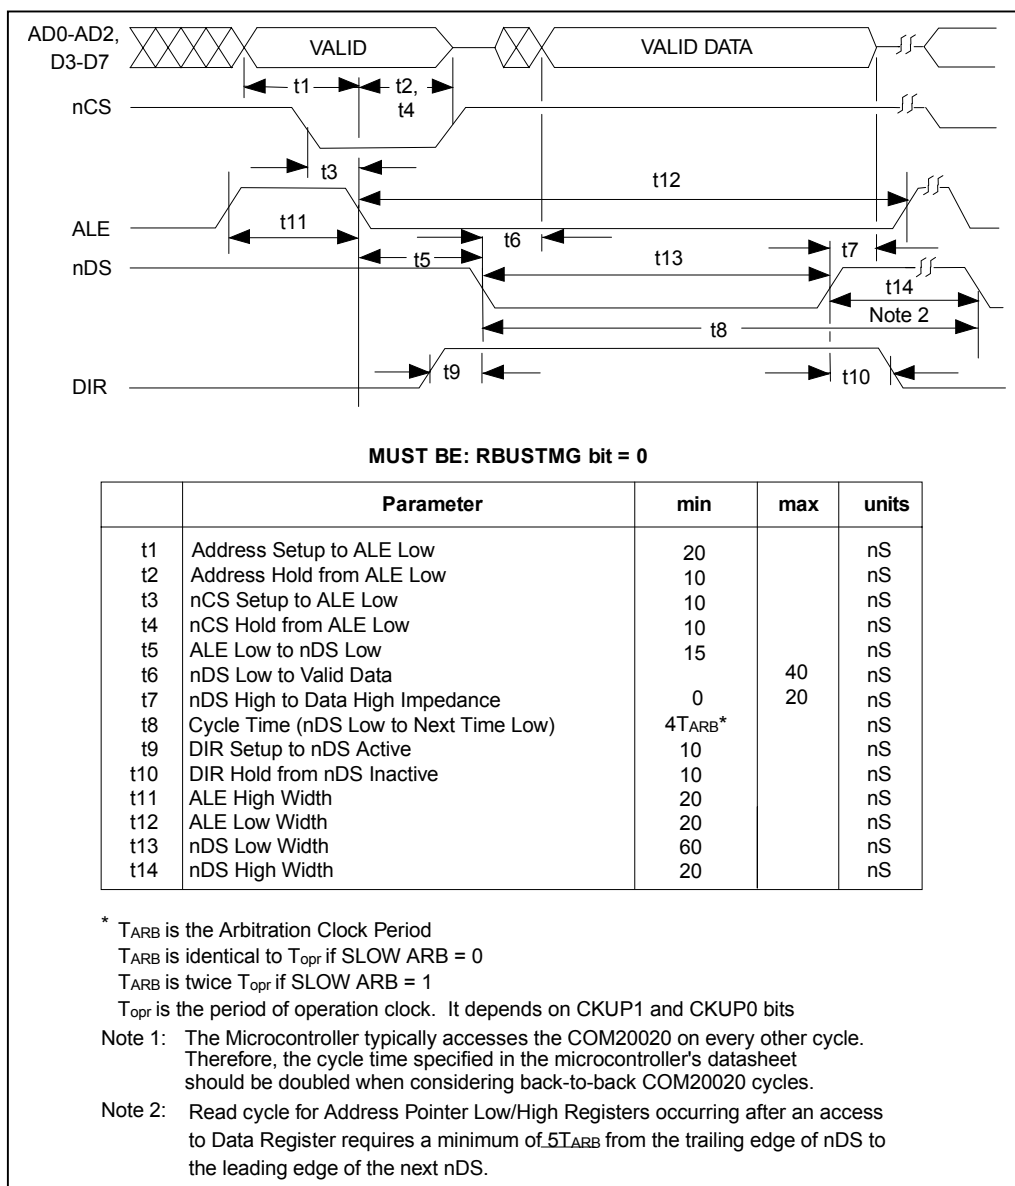 AD0-AD2,
D3-D7
VALID
VALID DATA
t1
t2,
t4
nCS
t3
t12
ALE
t11
t6
t7
nDS
t5
t13
t14
Note 2
t8
DIR
t9
t10
MUST BE: RBUSTMG bit = 0
Parameter min max units
t1 Address Setup to ALE Low 20 nS
t2 Address Hold from ALE Low 10 nS
t3 nCS Setup to ALE Low 10 nS
t4 nCS Hold from ALE Low 10 nS
t5 ALE Low to nDS Low 15 nS
t6 nDS Low to Valid Data 40 nS
t7 nDS High to Data High Impedance 0 20 nS
t8 Cycle Time (nDS Low to Next Time Low) 4TARB* nS
t9 DIR Setup to nDS Active 10 nS
t10 DIR Hold from nDS Inactive 10 nS
t11 ALE High Width 20 nS
t12 ALE Low Width 20 nS
t13 nDS Low Width 60 nS
t14 nDS High Width 20 nS
* TARB is the Arbitration Clock Period
TARB is identical to Topr if SLOW ARB = 0
TARB is twice Topr if SLOW ARB = 1
Topr is the period of operation clock. It depends on CKUP1 and CKUP0 bits
Note 1: The Microcontroller typically accesses the COM20020 on every other cycle.
Therefore, the cycle time specified in the microcontroller's datasheet
should be doubled when considering back-to-back COM20020 cycles.
Note 2: Read cycle for Address Pointer Low/High Registers occurring after an access
to Data Register requires a minimum of 5TARB from the trailing edge of nDS to
the leading edge of the next nDS.